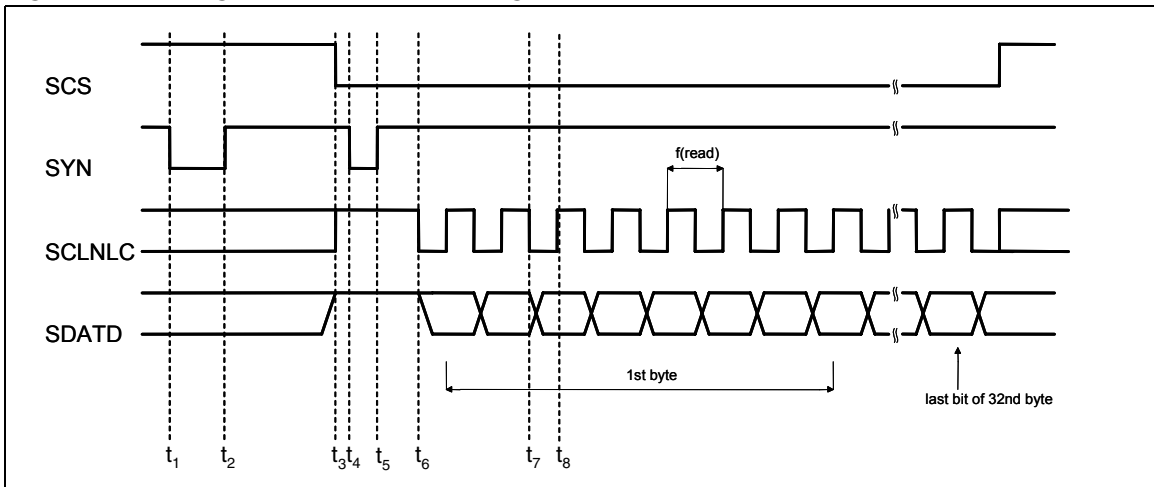 SCS
SYN
f(read)
SCLNLC
SDATD
1st byte
last bit of 32nd byte
t1 t2 t3 t4 t5 t6 t7 t8